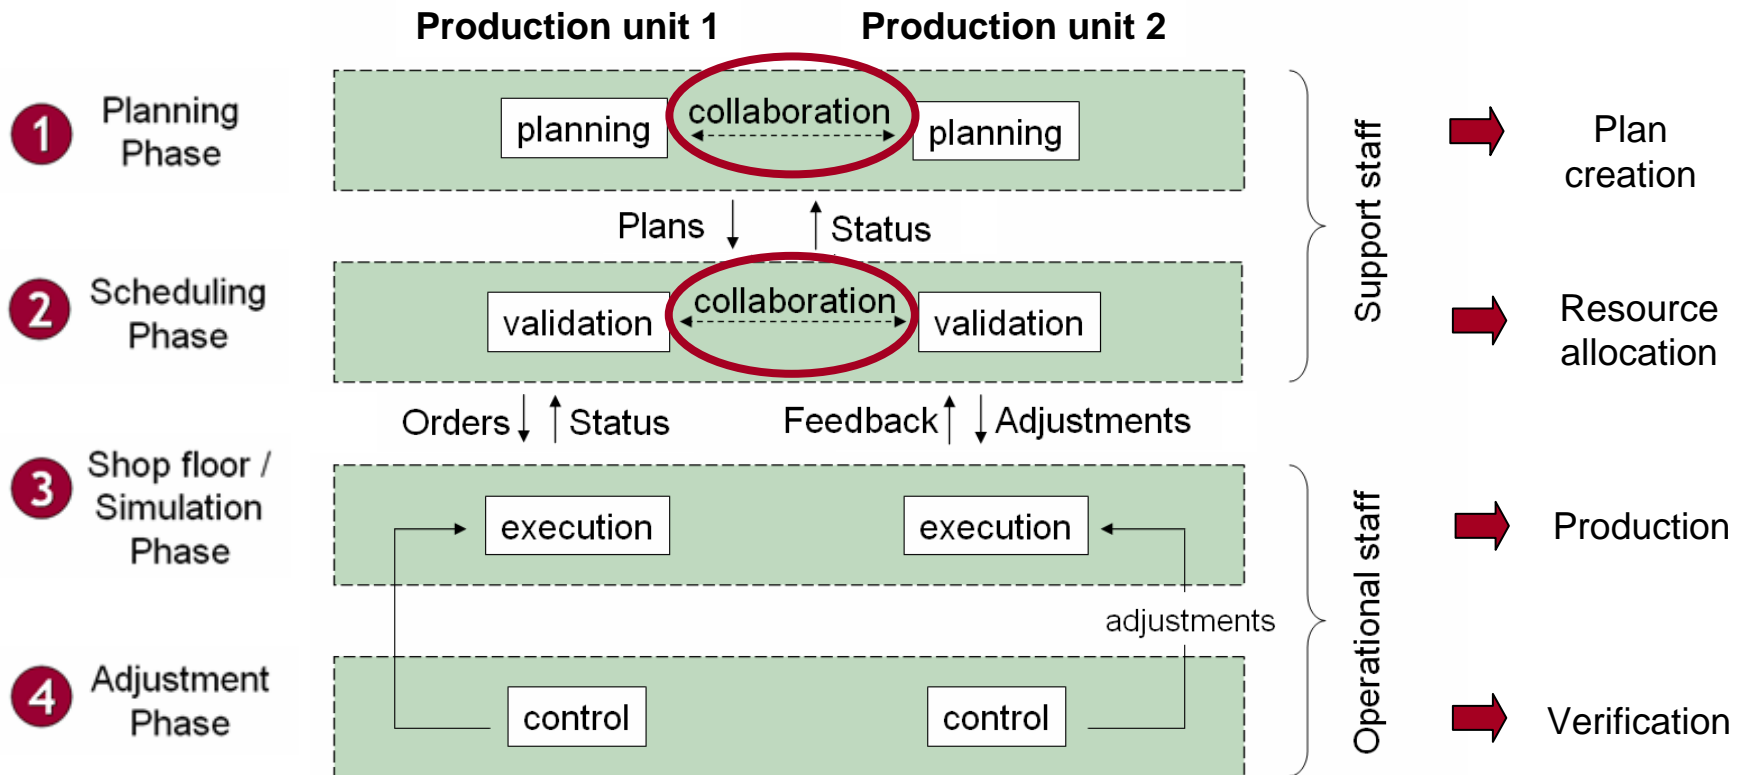 Production unit 1 Production unit 2
1 Planning
Phase
planning collaboration planning
Support staff
Plan
creation
Plans Status
2 Scheduling
Phase
validation collaboration validation
Resource
allocation
Orders Status Feedback Adjustments
3 Shop floor /
Simulation
Phase
execution execution
Operational staff
Production
adjustments
4 Adjustment
Phase
control control
Verification